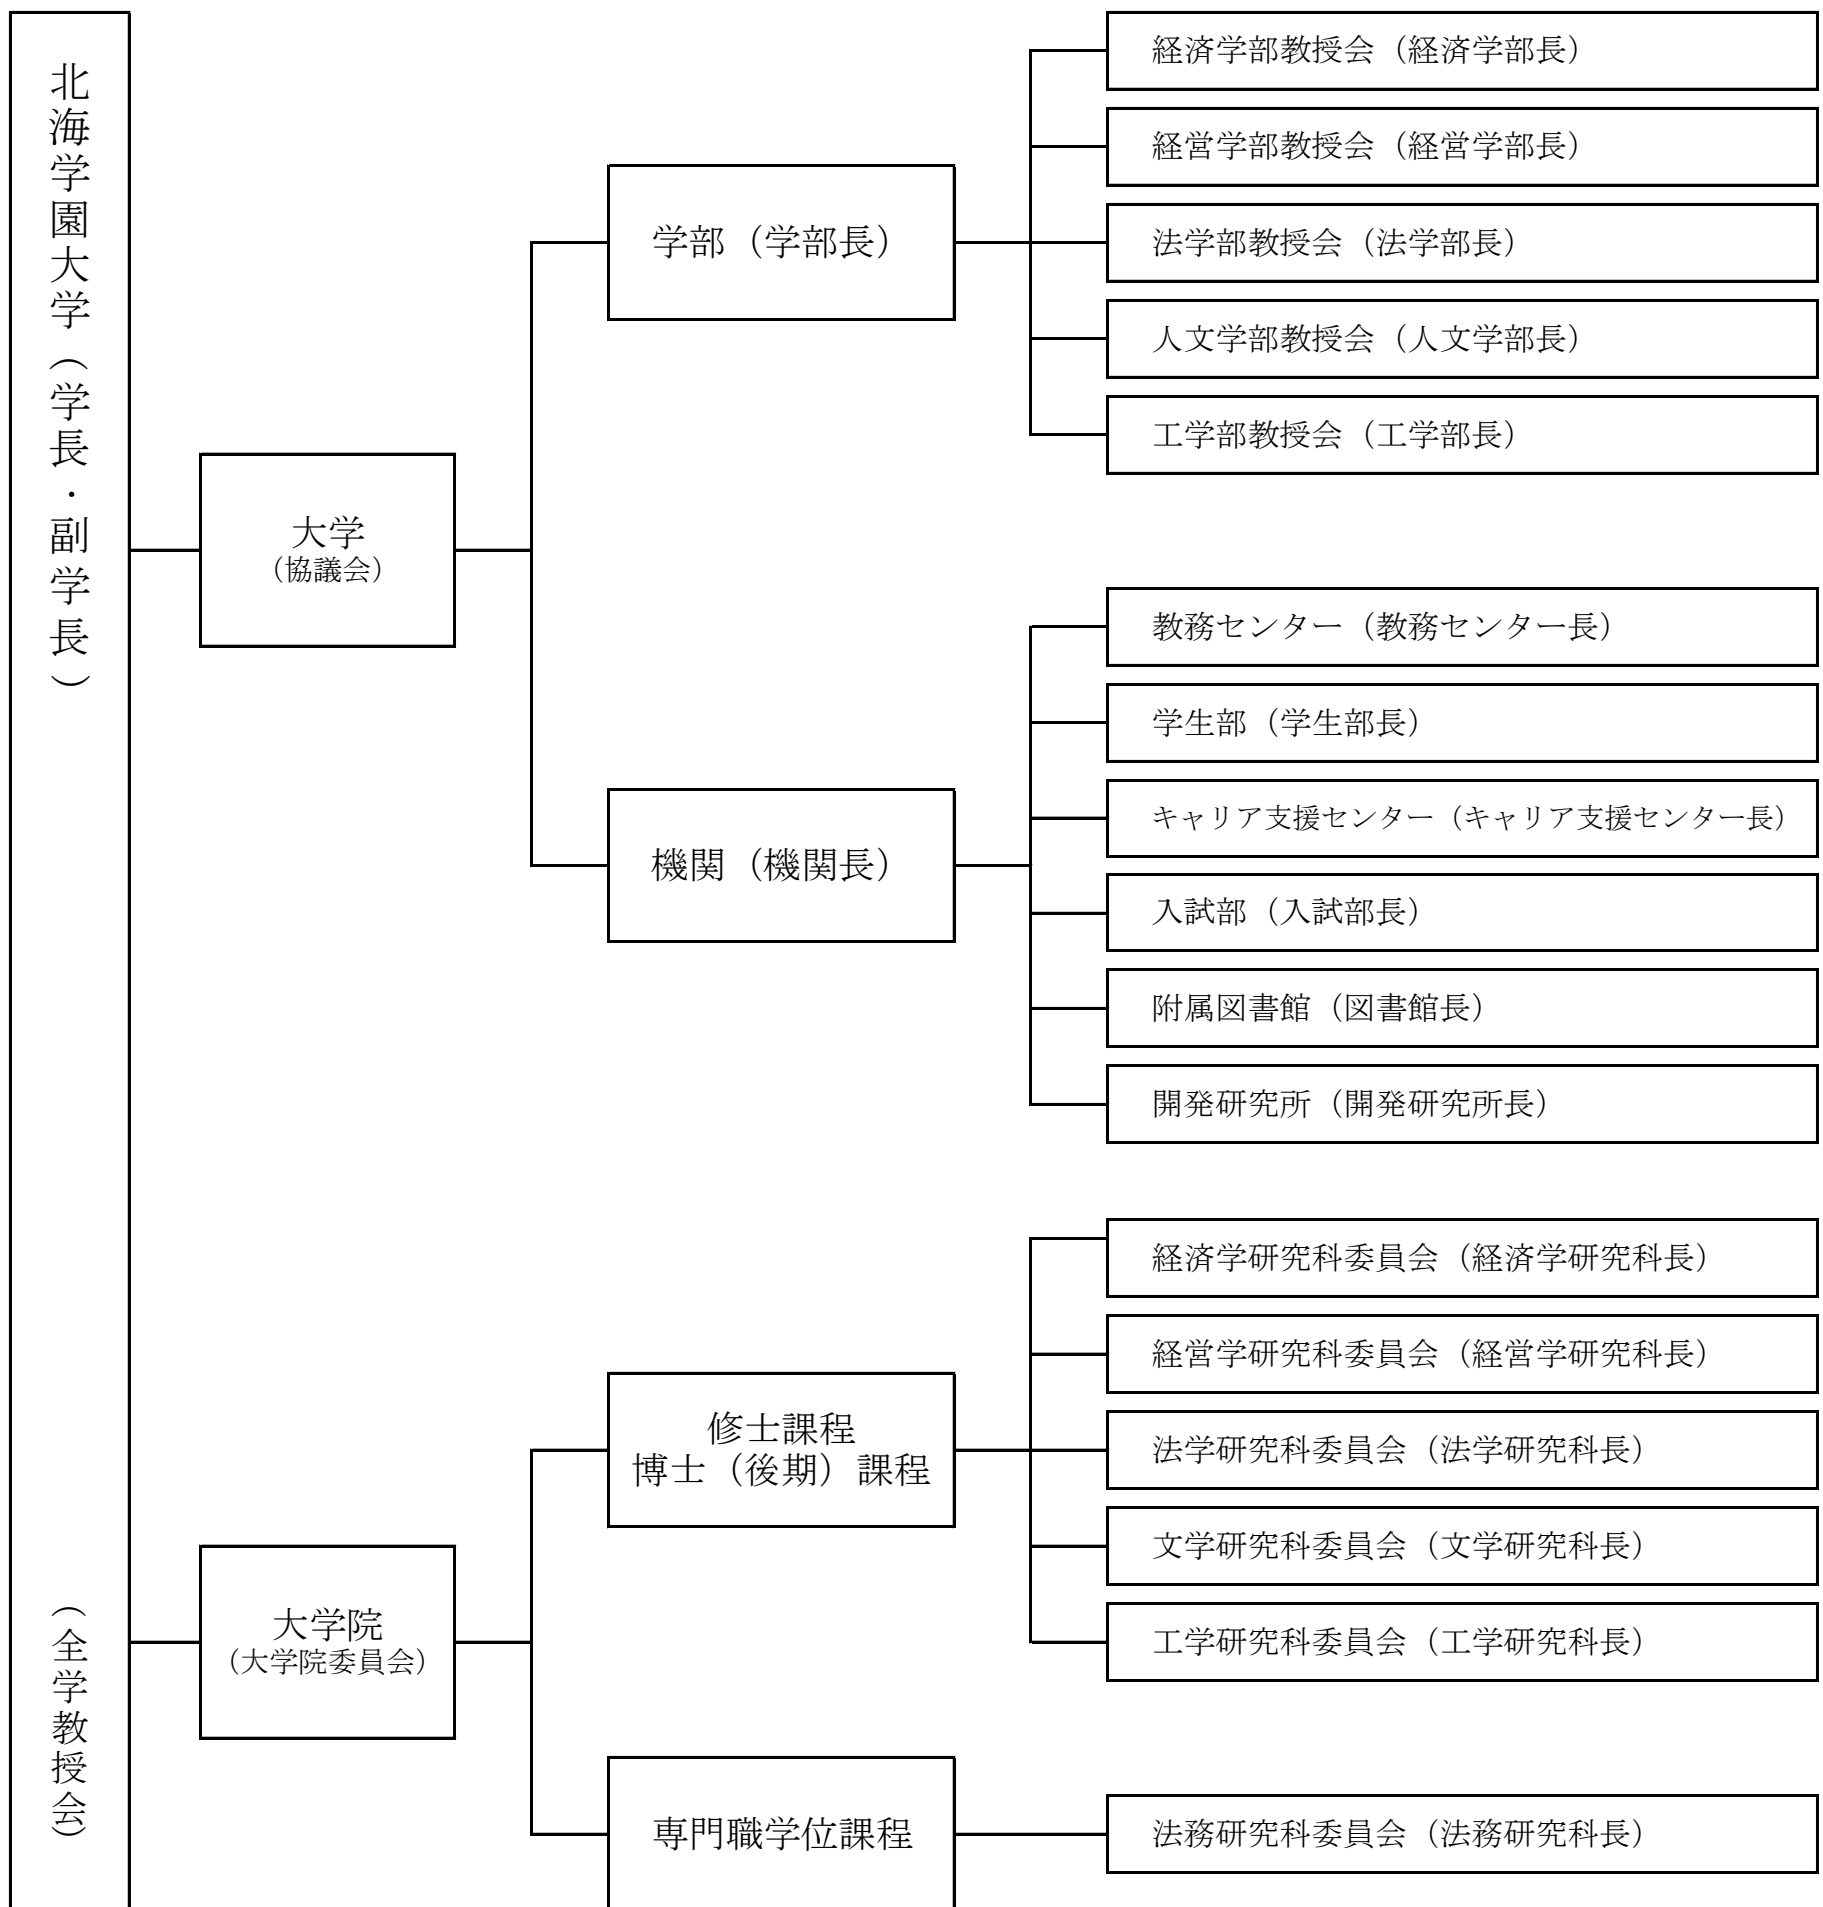 北海学園大学（学長・副学長）
（全学教授会）
大学
（協議会）
学部（学部長）
経済学部教授会（経済学部長）
経営学部教授会（経営学部長）
法学部教授会（法学部長）
人文学部教授会（人文学部長）
工学部教授会（工学部長）
機関（機関長）
教務センター（教務センター長）
学生部（学生部長）
キャリア支援センター（キャリア支援センター長）
入試部（入試部長）
附属図書館（図書館長）
開発研究所（開発研究所長）
大学院
（大学院委員会）
修士課程
博士（後期）課程
経済学研究科委員会（経済学研究科長）
経営学研究科委員会（経営学研究科長）
法学研究科委員会（法学研究科長）
文学研究科委員会（文学研究科長）
工学研究科委員会（工学研究科長）
専門職学位課程
法務研究科委員会（法務研究科長）